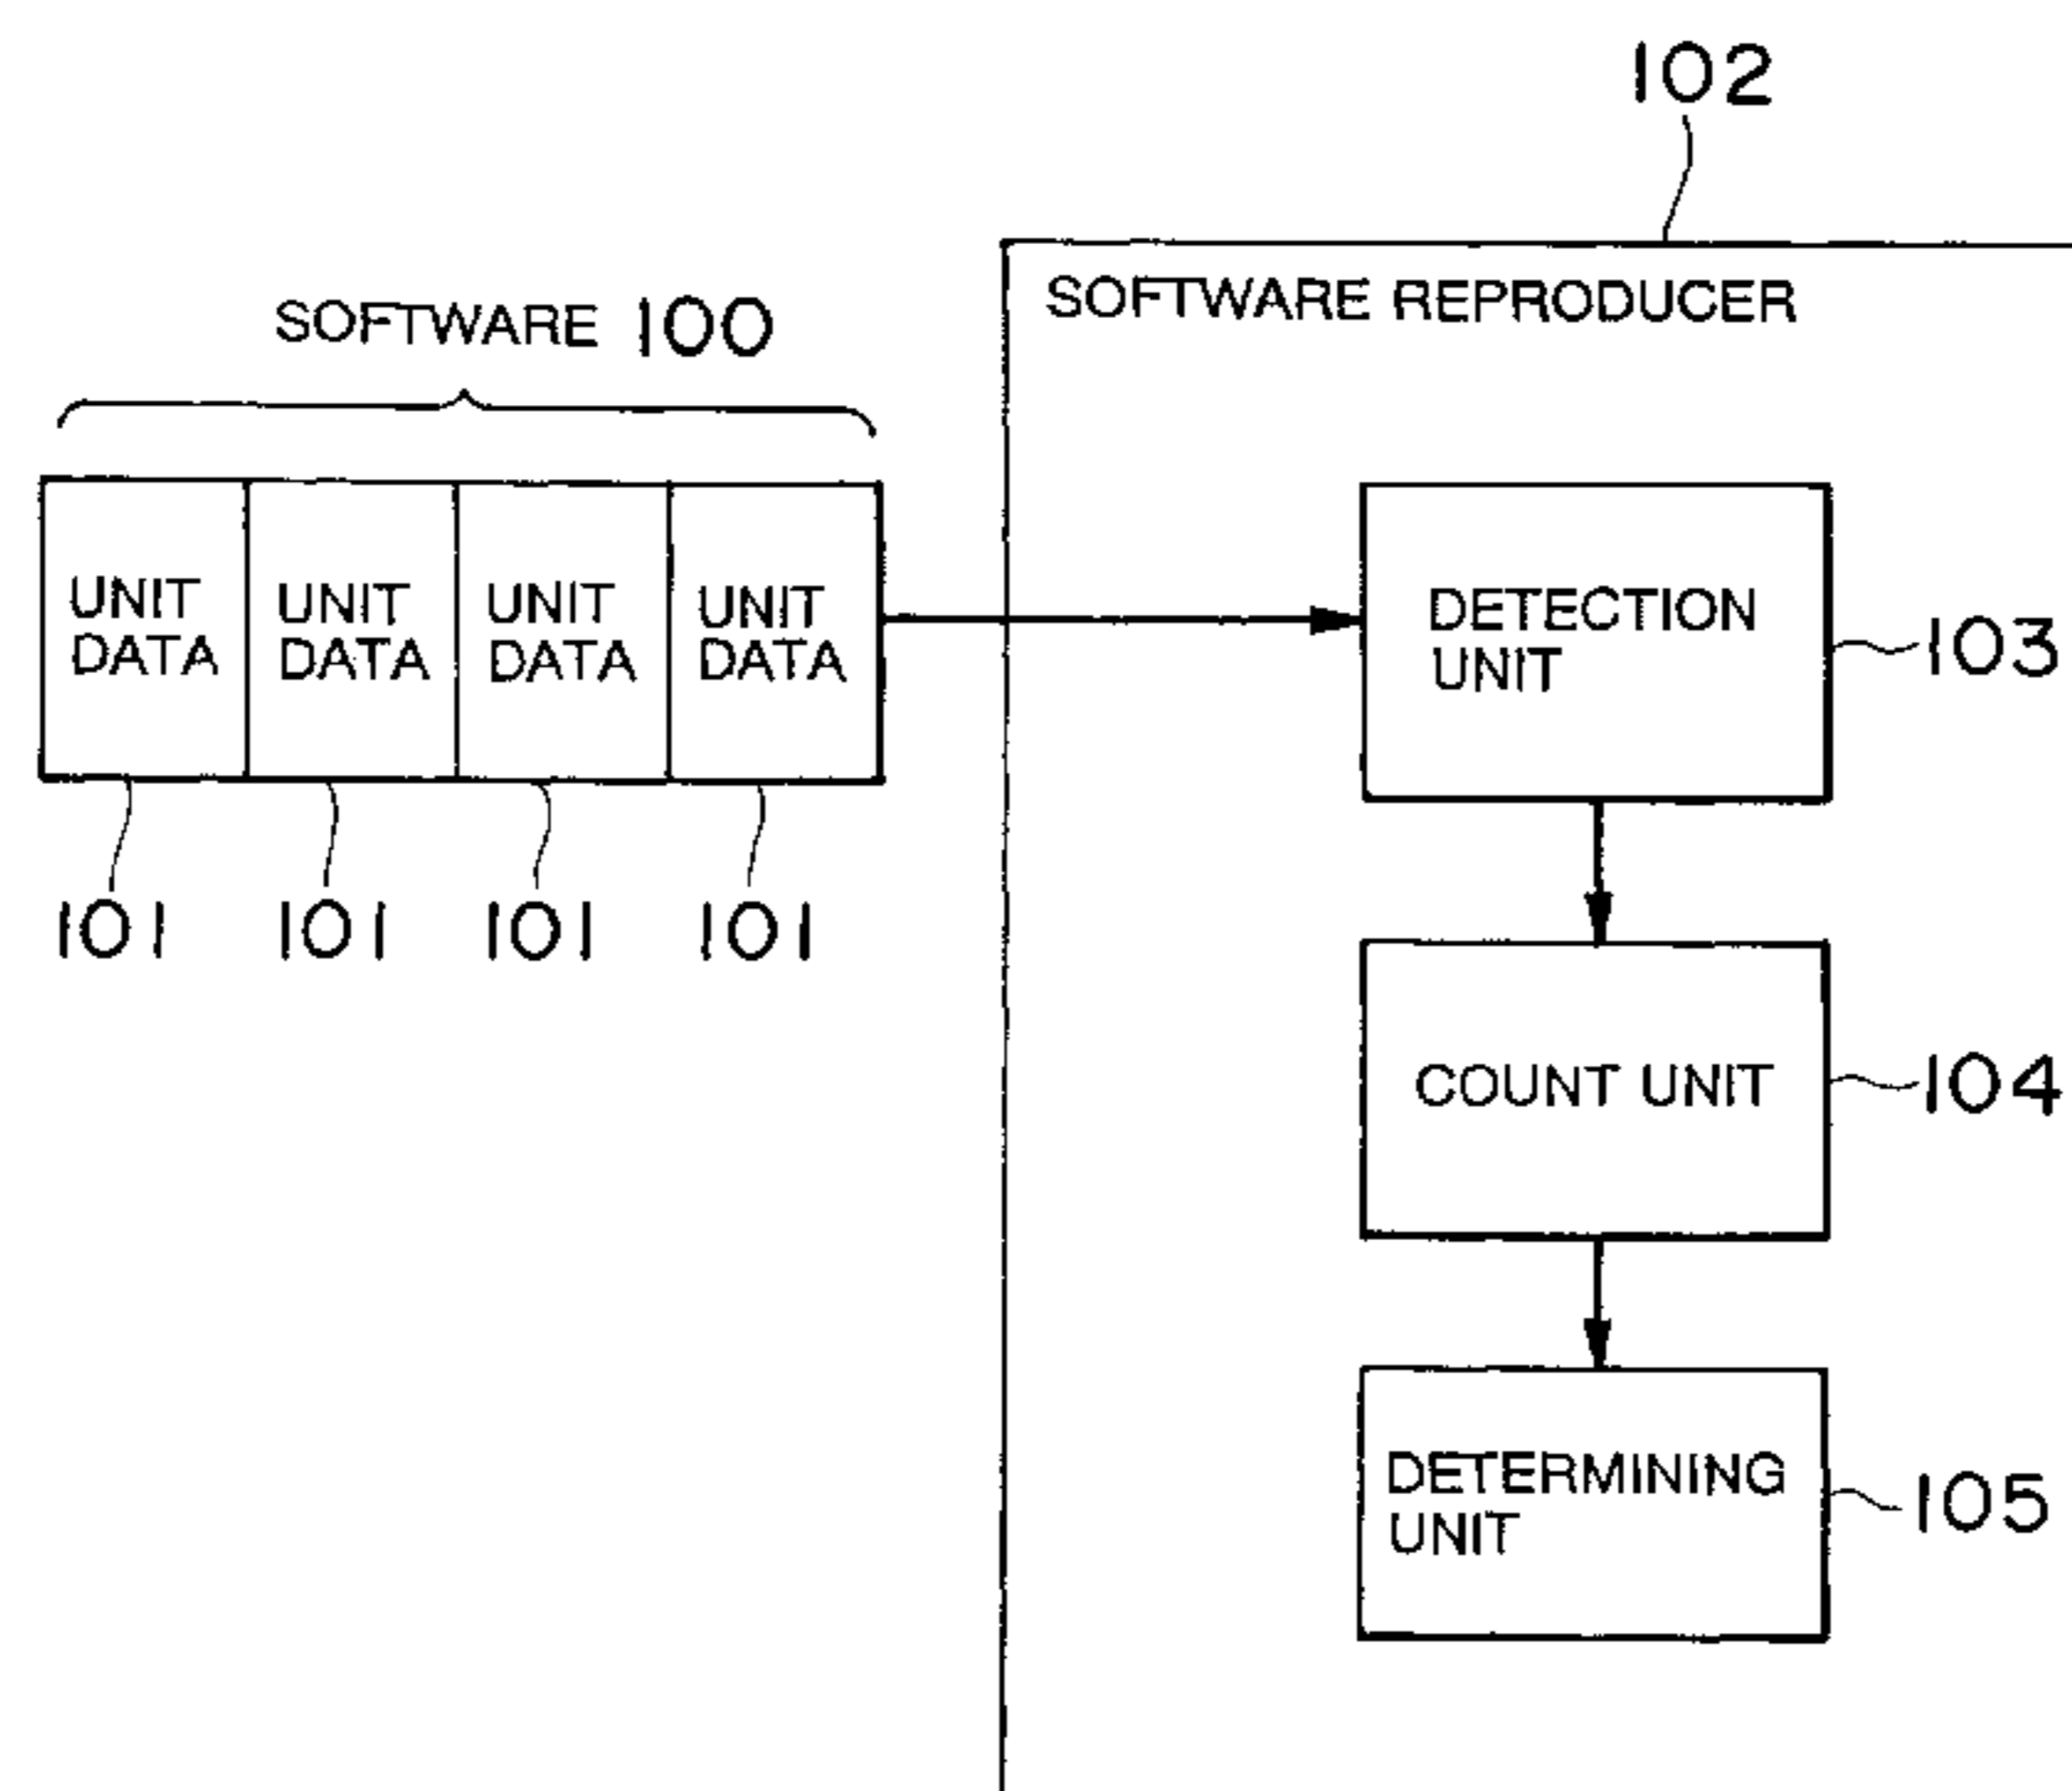 102
SOFTWARE REPRODUCER
SOFTWARE 100
UNIT
DATA
UNIT
DATA
UNIT
DATA
UNIT
DATA
101
101
101
101
DETECTION
UNIT
103
COUNT UNIT
104
DETERMINING
UNIT
105